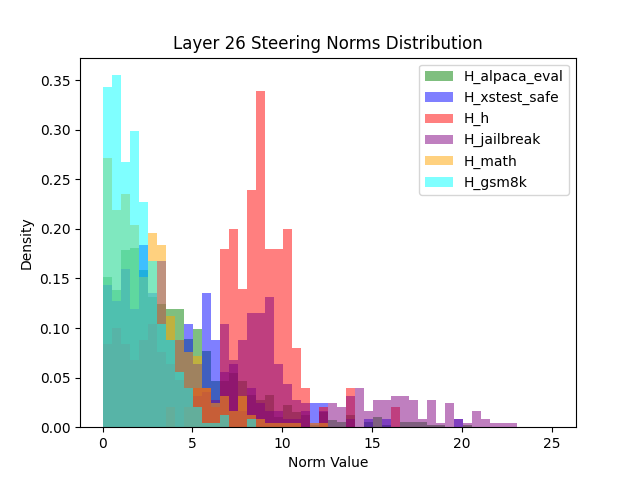 Layer 26 Steering Norms Distribution
H_alpaca_eval
H_xstest_safe
H_h
H_jailbreak
H_math
H_gsm8k
0.35
0.30
0.25
0.20
0.15
0.10
0.05
0.00
Density
0 5 10 15 20 25
Norm Value